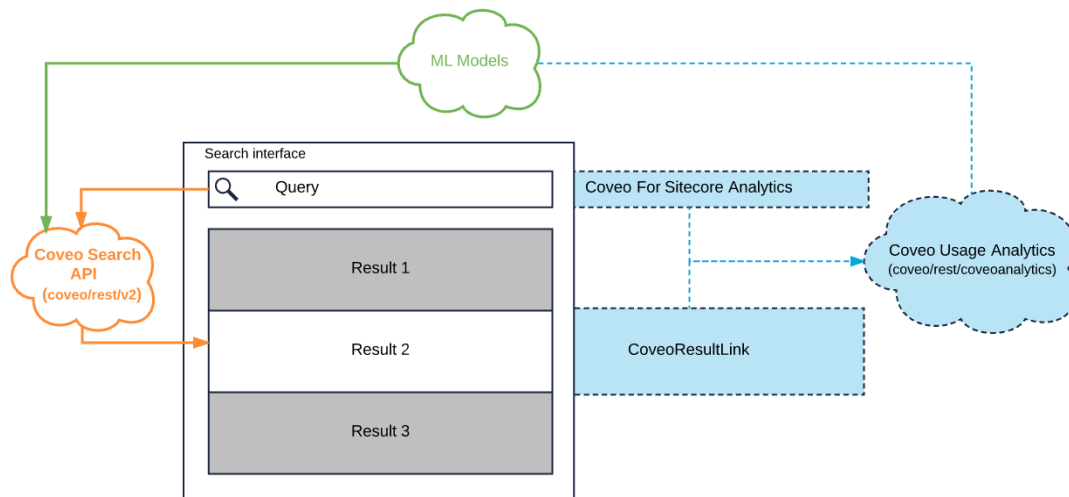 ML Models
Search interface
Query
Coveo For Sitecore Analytics
Coveo Search
API
(coveo/rest/v2)
Coveo Usage Analytics
(coveo/rest/coveoanalytics)
Result 1
Result 2
CoveoResultLink
Result 3